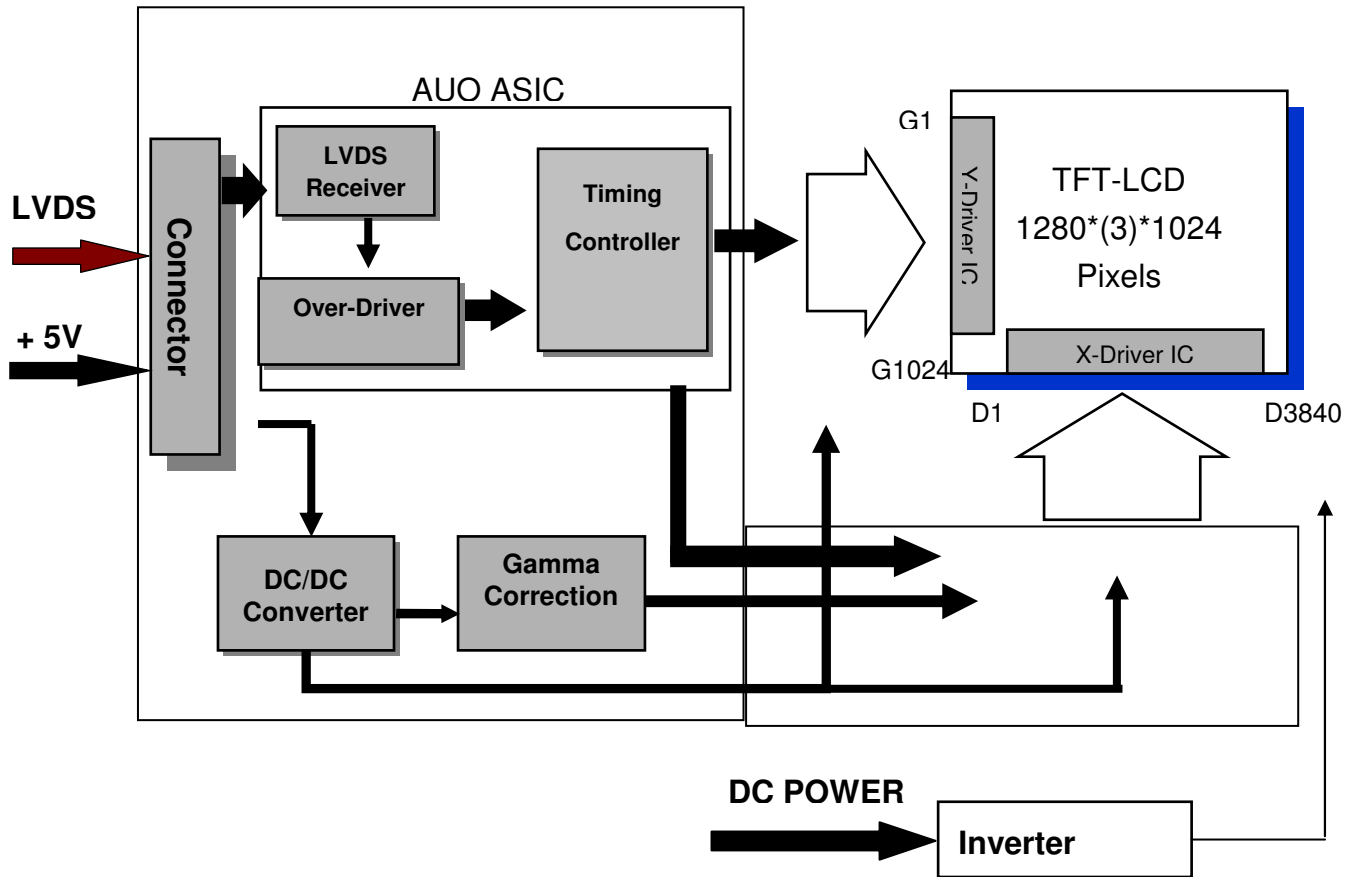 AUO ASIC
LVDS
Receiver
Timing
Controller
Over-Driver
Connector
LVDS
+ 5V
G1
Y-Driver IC
TFT-LCD
1280*(3)*1024
Pixels
X-Driver IC
G1024
D1
D3840
DC/DC
Converter
Gamma
Correction
DC POWER
Inverter